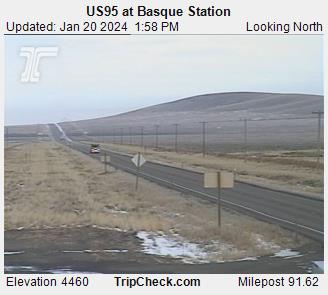 US95 at Basque Station
Updated: Jan 20 2024 1:58 PM Looking North
Elevation 4460 TripCheck.com Milepost 91.62